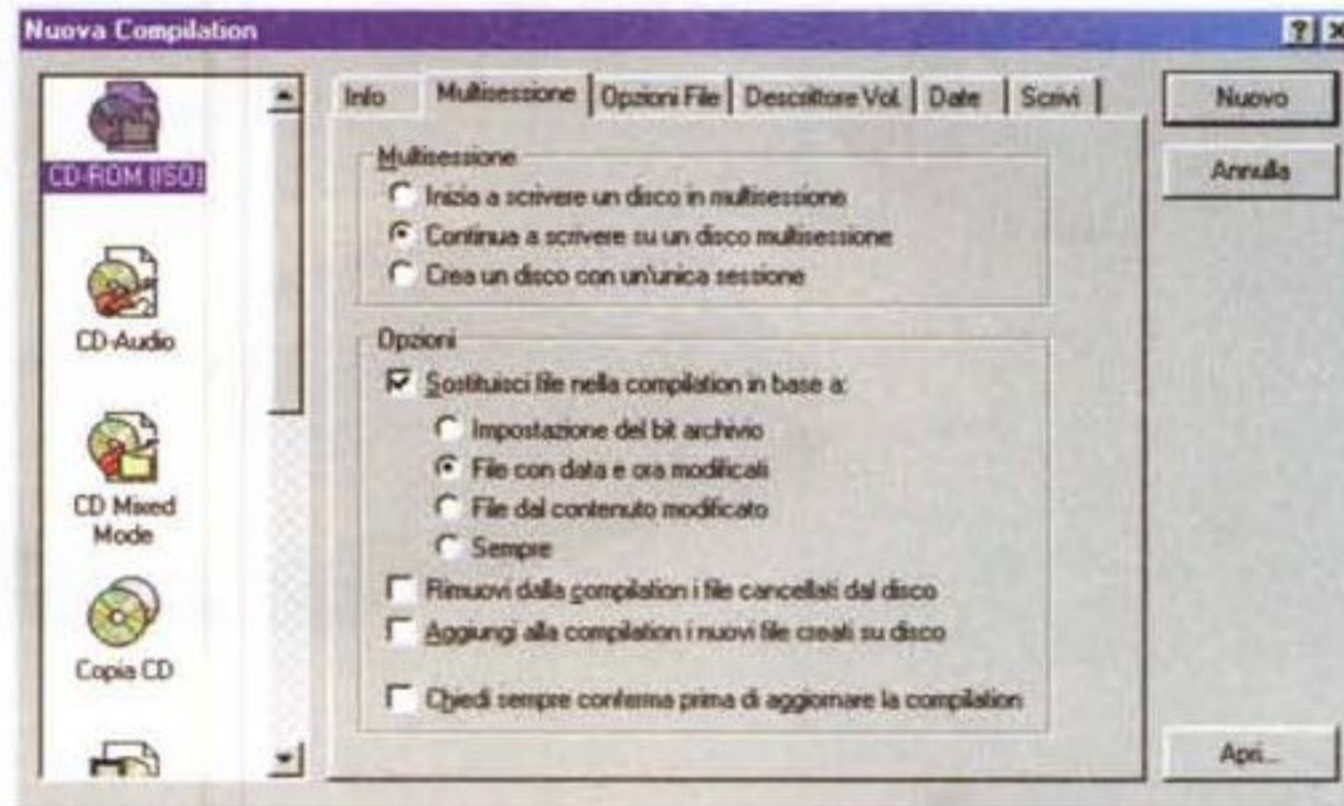 Nuova Compilation
CD-ROM (ISO)
CD-Audio
CD Mixed
Mode
Copia CD
Info
Multisessione
Opzioni File
Descrittore Vol.
Date
Scrivi
Multisessione
Inizia a scrivere un disco in multisessione
Continua a scrivere su un disco multisessione
Crea un disco con un'unica sessione
Opzioni
Sostituisci file nella compilation in base a:
Impostazione del bit archivio
File con data e ora modificati
File dal contenuto modificato
Sempre
Rimuovi dalla compilation i file cancellati dal disco
Aggiungi alla compilation i nuovi file creati su disco
Chiedi sempre conferma prima di aggiornare la compilation
Nuovo
Annulla
Apri...